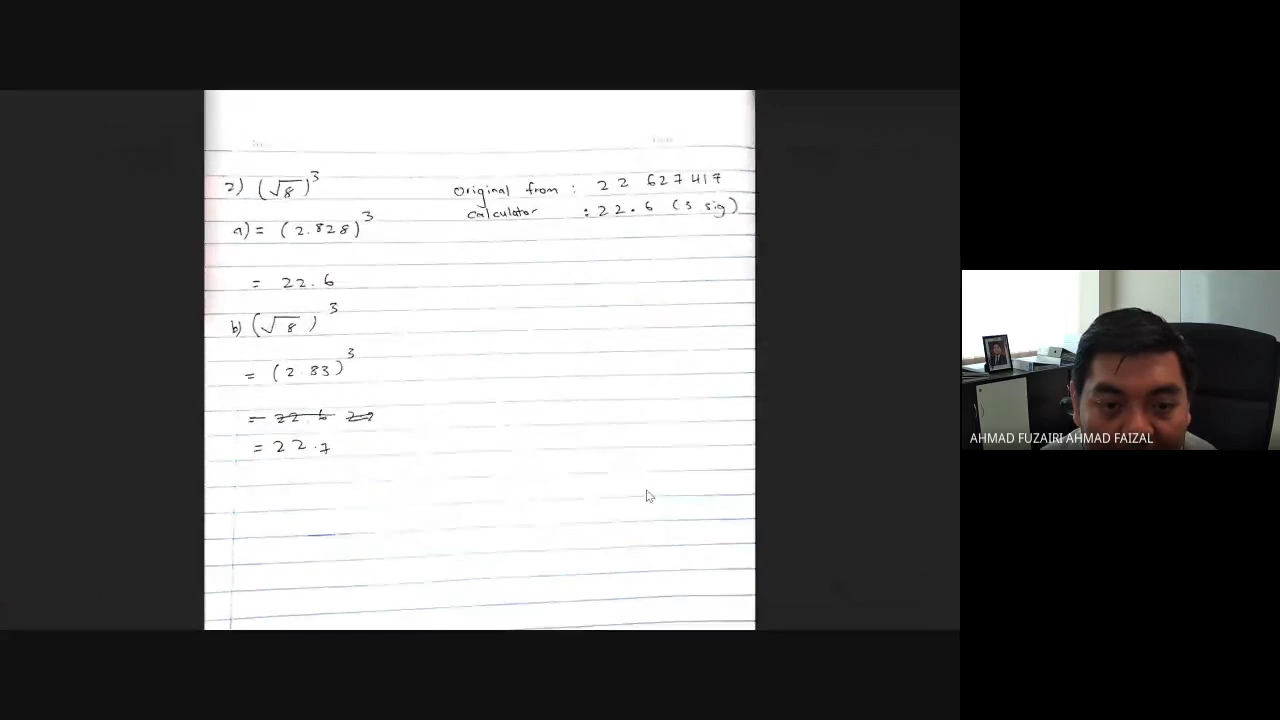 2) (√8)³
Original from : 22 627417
calculator : 22.6 (3 sig)
a) = (2.828)³
= 22.6
b) (√8)³
= (2.83)³
= 22.6
= 22.7
AHMAD FUZAIRI AHMAD FAIZAL